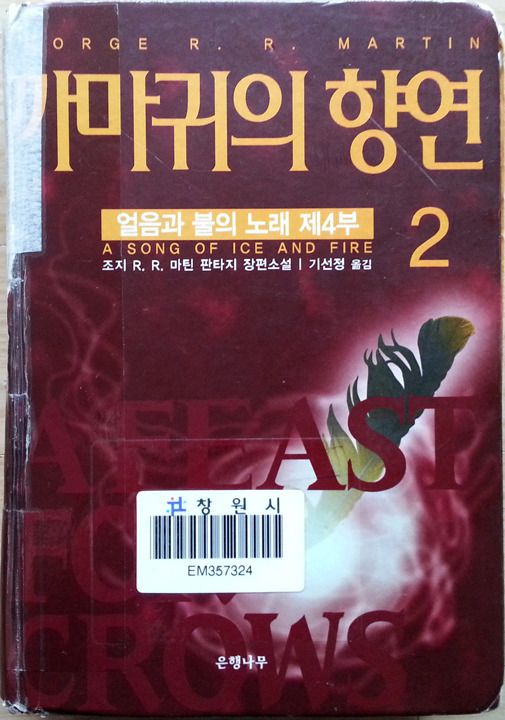 ORGE R. R. MARTIN
까마귀의 향연
얼음과 불의 노래 제4부
2
A SONG OF ICE AND FIRE
조지 R. R. 마틴 판타지 장편소설 | 기선정 옮김
A FEAST
FOR
CROWS
창원시
EM357324
은행나무